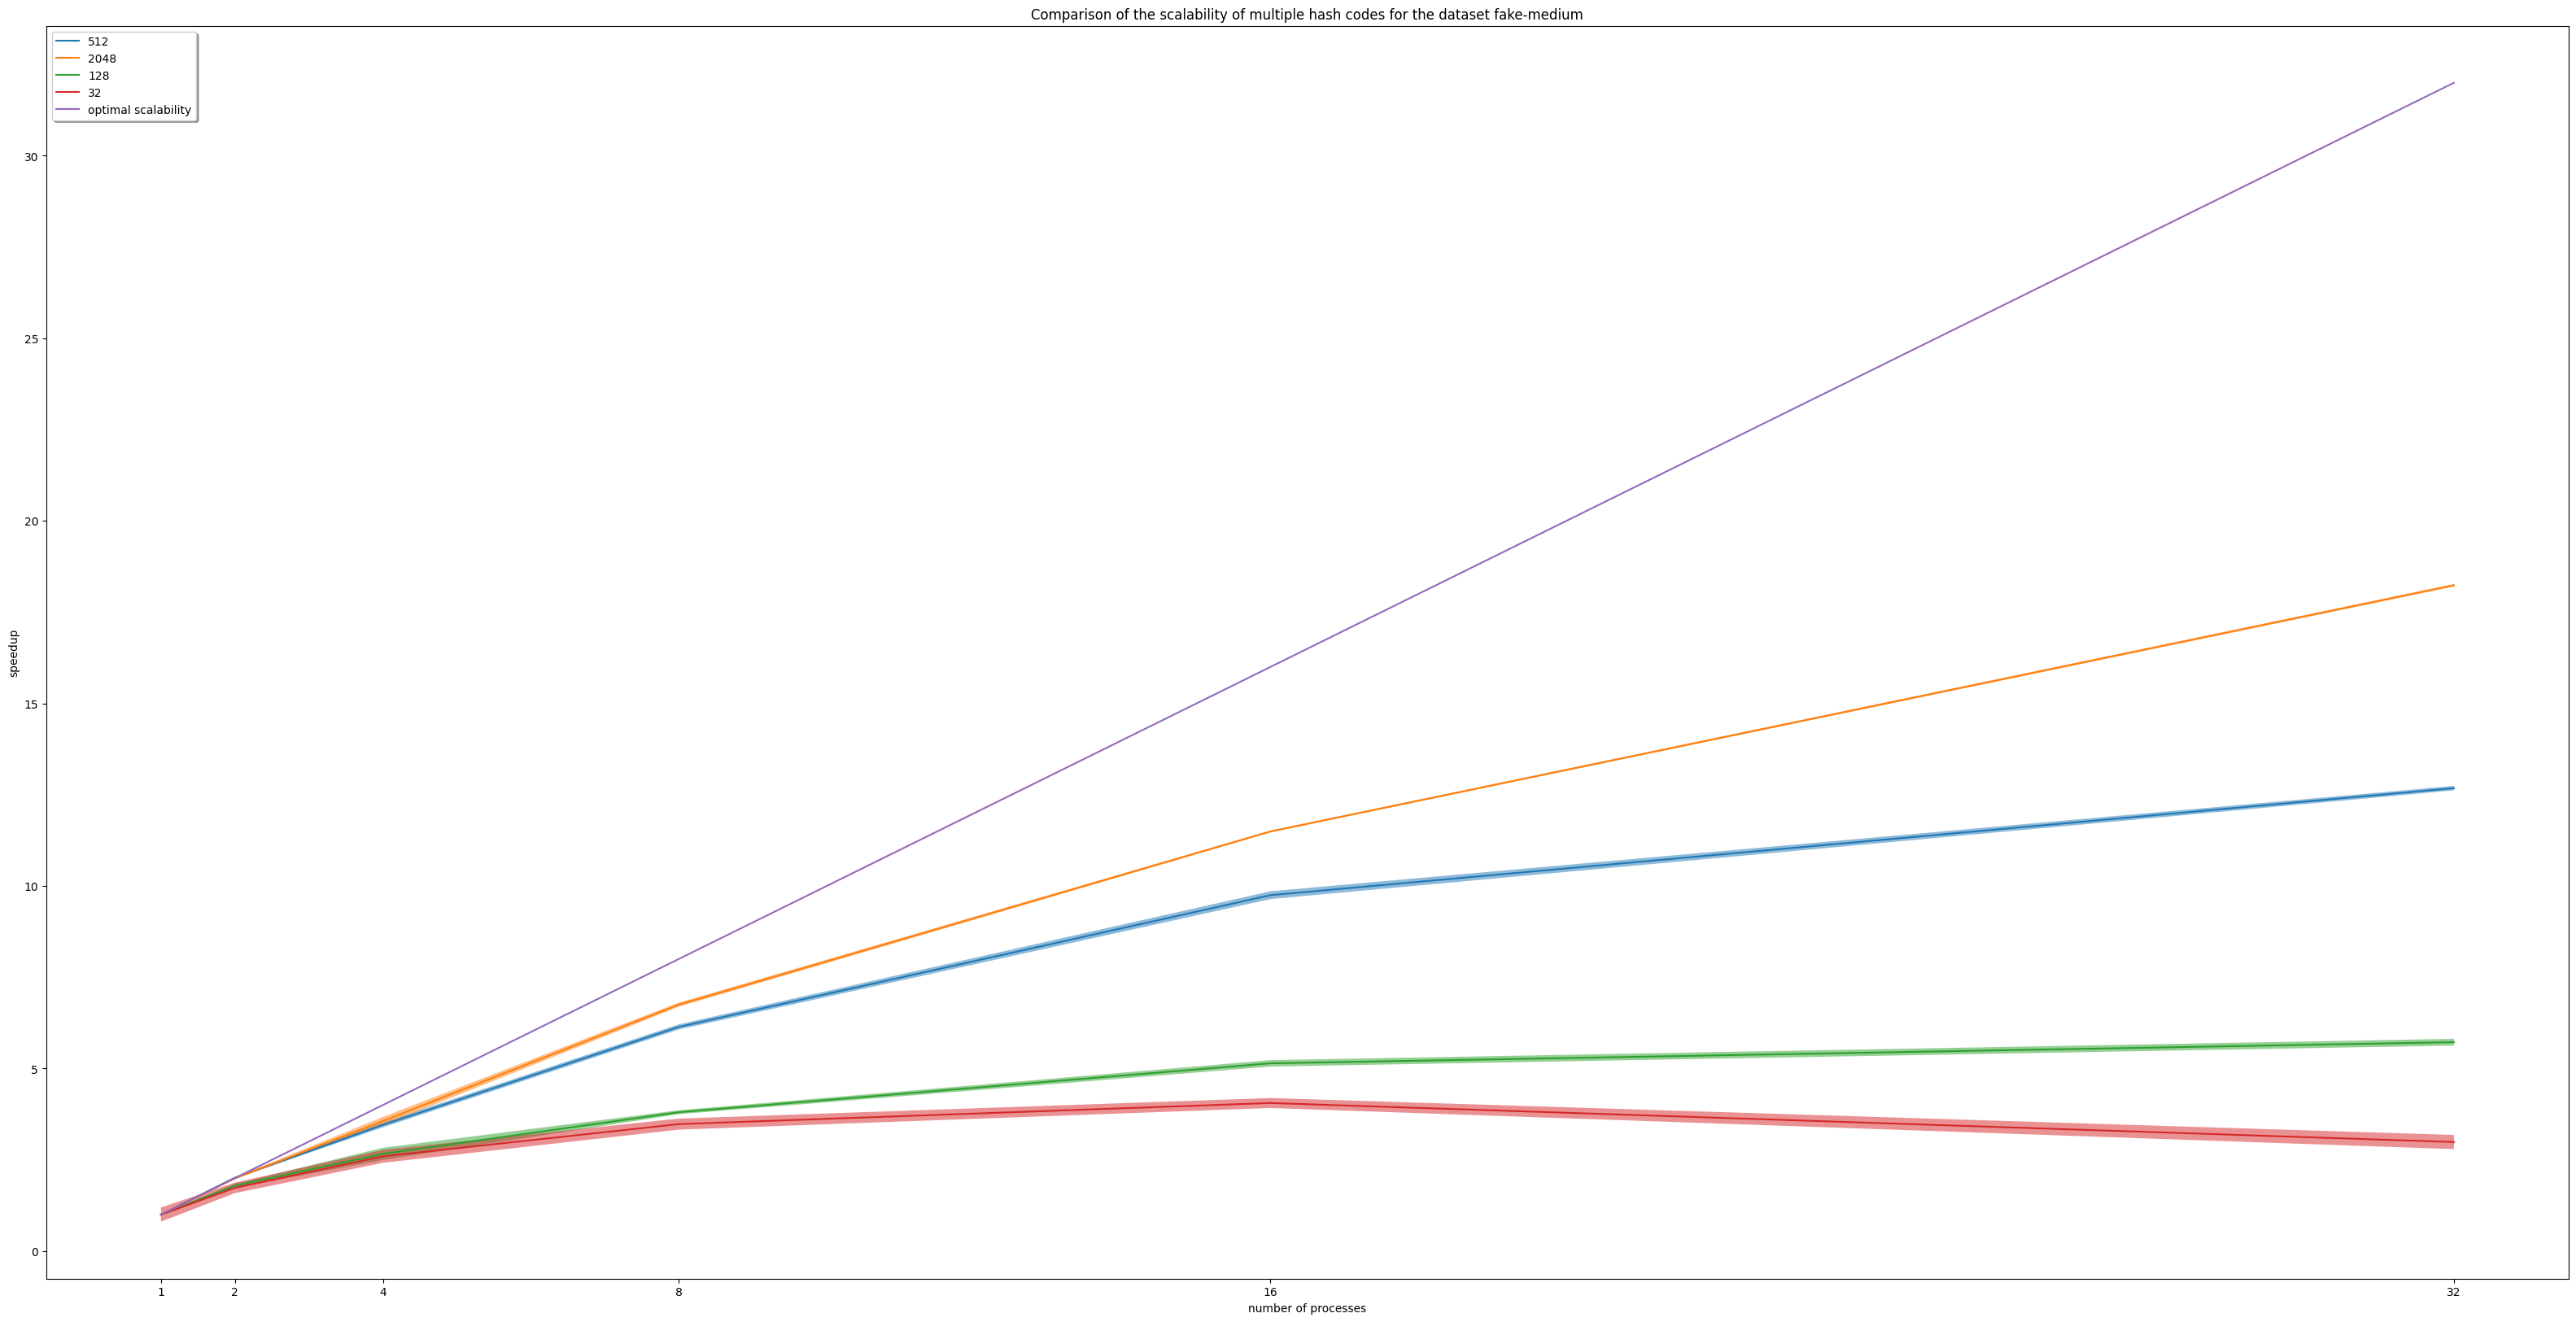 Comparison of the scalability of multiple hash codes for the dataset fake-medium
512
2048
128
32
optimal scalability
30
25
20
15
10
5
0
speedup
1 2 4 8 16 32
number of processes